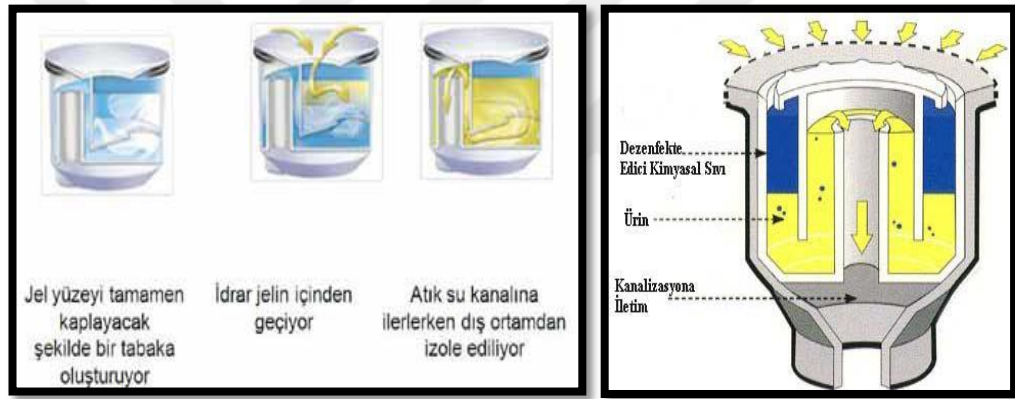 Jel yüzeyi tamamen
kaplayacak
şekilde bir tabaka
oluşturuyor
İdrar jelin içinden
geçiyor
Atık su kanalına
ilerlerken dış ortamdan
izole ediliyor
Dezenfekte
Edici Kimyasal Sıvı
Ürin
Kanalizasyona
İletim